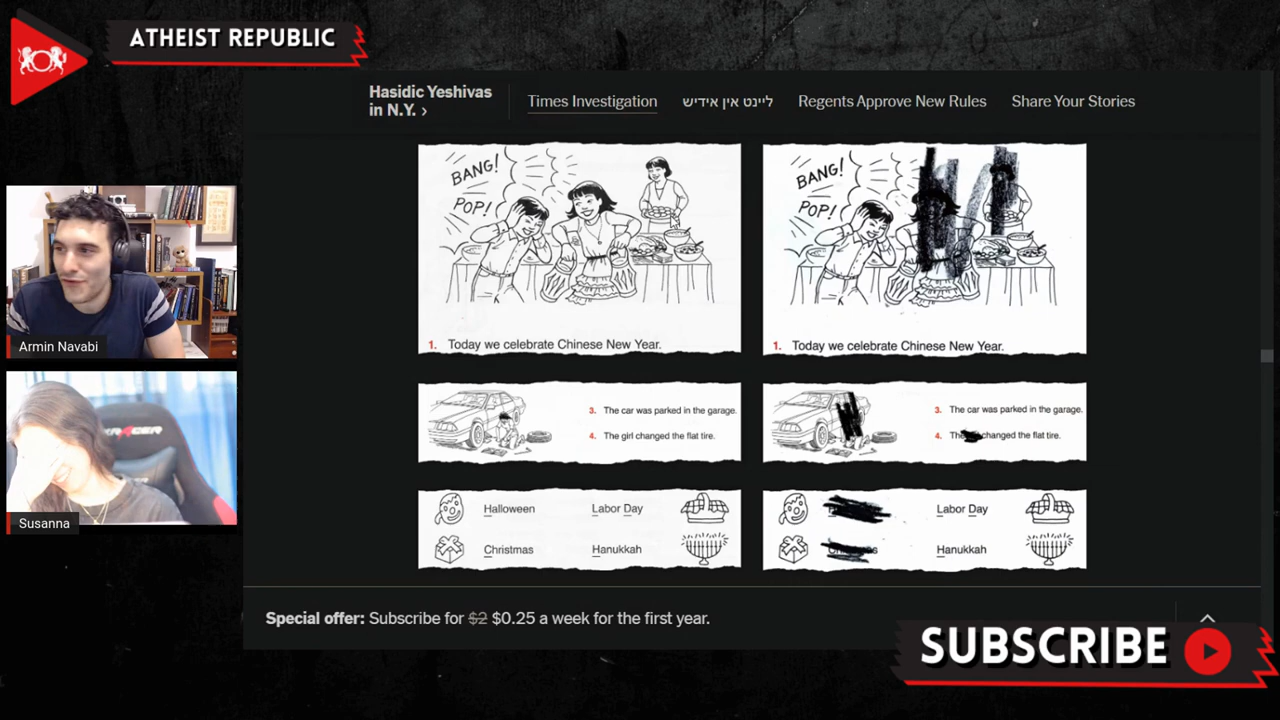 ATHEIST REPUBLIC
Hasidic Yeshivas
in N.Y. ›
Times Investigation
לײנט אין אידיש
Regents Approve New Rules
Share Your Stories
BANG!
POP!
1. Today we celebrate Chinese New Year.
BANG!
POP!
1. Today we celebrate Chinese New Year.
3. The car was parked in the garage.
4. The girl changed the flat tire.
3. The car was parked in the garage.
4. The changed the flat tire.
Halloween
Labor Day
Christmas
Hanukkah
Labor Day
Hanukkah
Armin Navabi
Susanna
Special offer: Subscribe for $2 $0.25 a week for the first year.
SUBSCRIBE